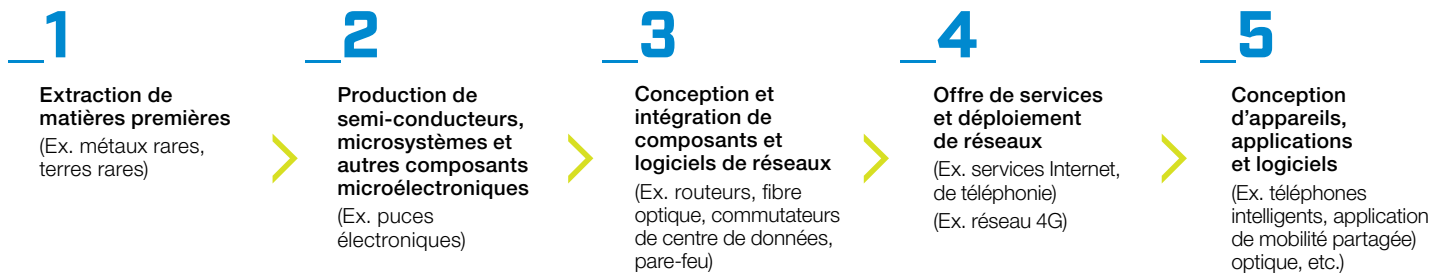 _1
Extraction de
matières premières
(Ex. métaux rares,
terres rares)
_2
Production de
semi-conducteurs,
microsystèmes et
autres composants
microélectroniques
(Ex. puces
électroniques)
_3
Conception et
intégration de
composants et
logiciels de réseaux
(Ex. routeurs, fibre
optique, commutateurs
de centre de données,
pare-feu)
_4
Offre de services
et déploiement
de réseaux
(Ex. services Internet,
de téléphonie)
(Ex. réseau 4G)
_5
Conception
d’appareils,
applications
et logiciels
(Ex. téléphones
intelligents, application
de mobilité partagée)
optique, etc.)